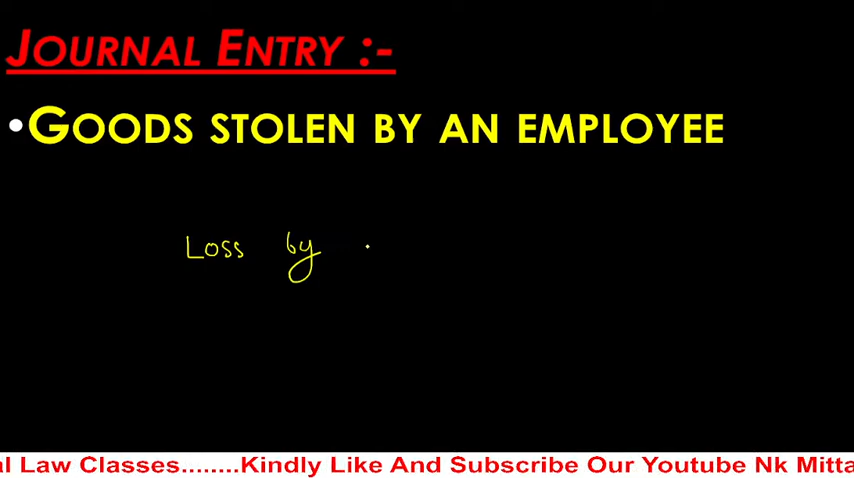 JOURNAL ENTRY :-
•GOODS STOLEN BY AN EMPLOYEE
Loss by
al Law Classes........Kindly Like And Subscribe Our Youtube Nk Mitta